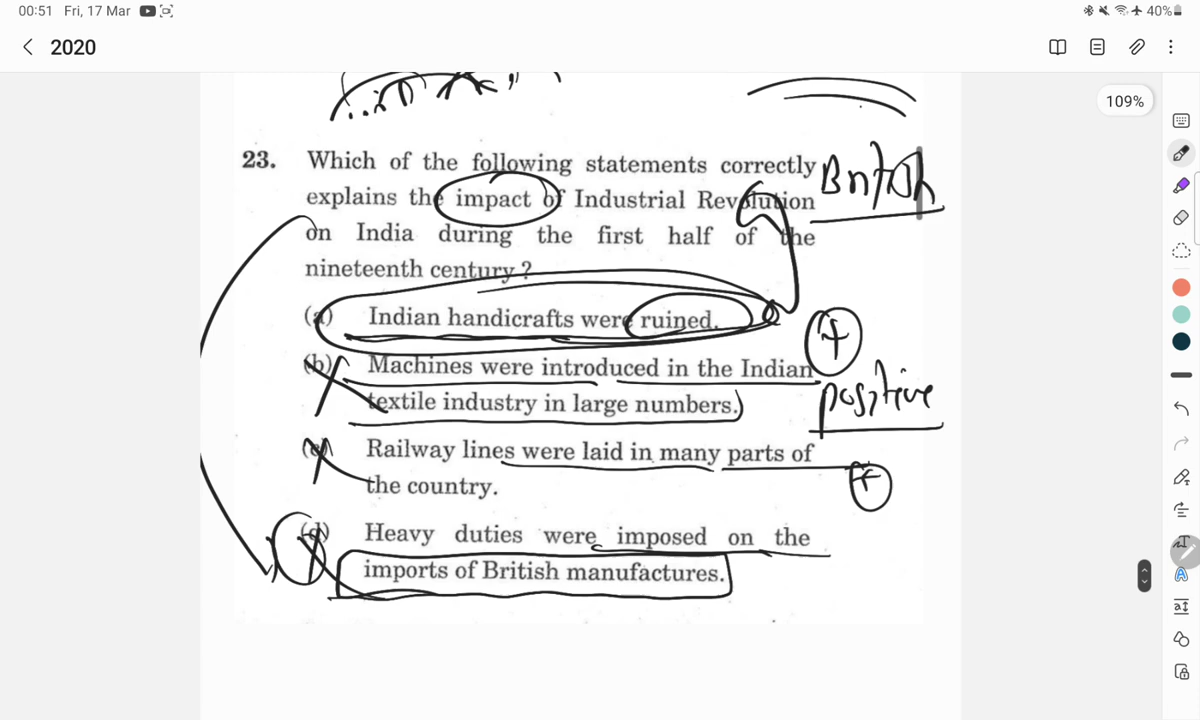 00:51 Fri, 17 Mar
40%
2020
109%
23. Which of the following statements correctly
explains the impact of Industrial Revolution
on India during the first half of the
nineteenth century ?
(a) Indian handicrafts were ruined.
(b) Machines were introduced in the Indian
textile industry in large numbers.
(c) Railway lines were laid in many parts of
the country.
(d) Heavy duties were imposed on the
imports of British manufactures.
British
+
positive
+